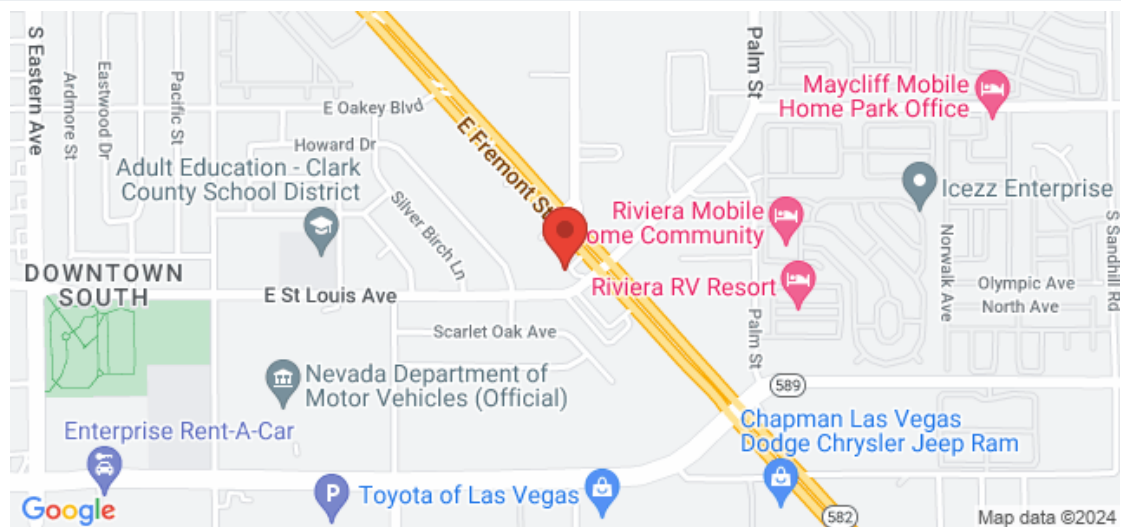 S Eastern Ave
Ardmore St
Eastwood Dr
Pacific St
E Oakey Blvd
Howard Dr
Adult Education - Clark
County School District
Silver Birch Ln
E Fremont St
Palm St
Maycliff Mobile
Home Park Office
Icezz Enterprise
Riviera Mobile
ome Community
Riviera RV Resort
Norwalk Ave
S Sandhill Rd
Olympic Ave
North Ave
DOWNTOWN
SOUTH
E St Louis Ave
Scarlet Oak Ave
Palm St
Nevada Department of
Motor Vehicles (Official)
589
Chapman Las Vegas
Dodge Chrysler Jeep Ram
Enterprise Rent-A-Car
P
Toyota of Las Vegas
582
Google
Map data ©2024